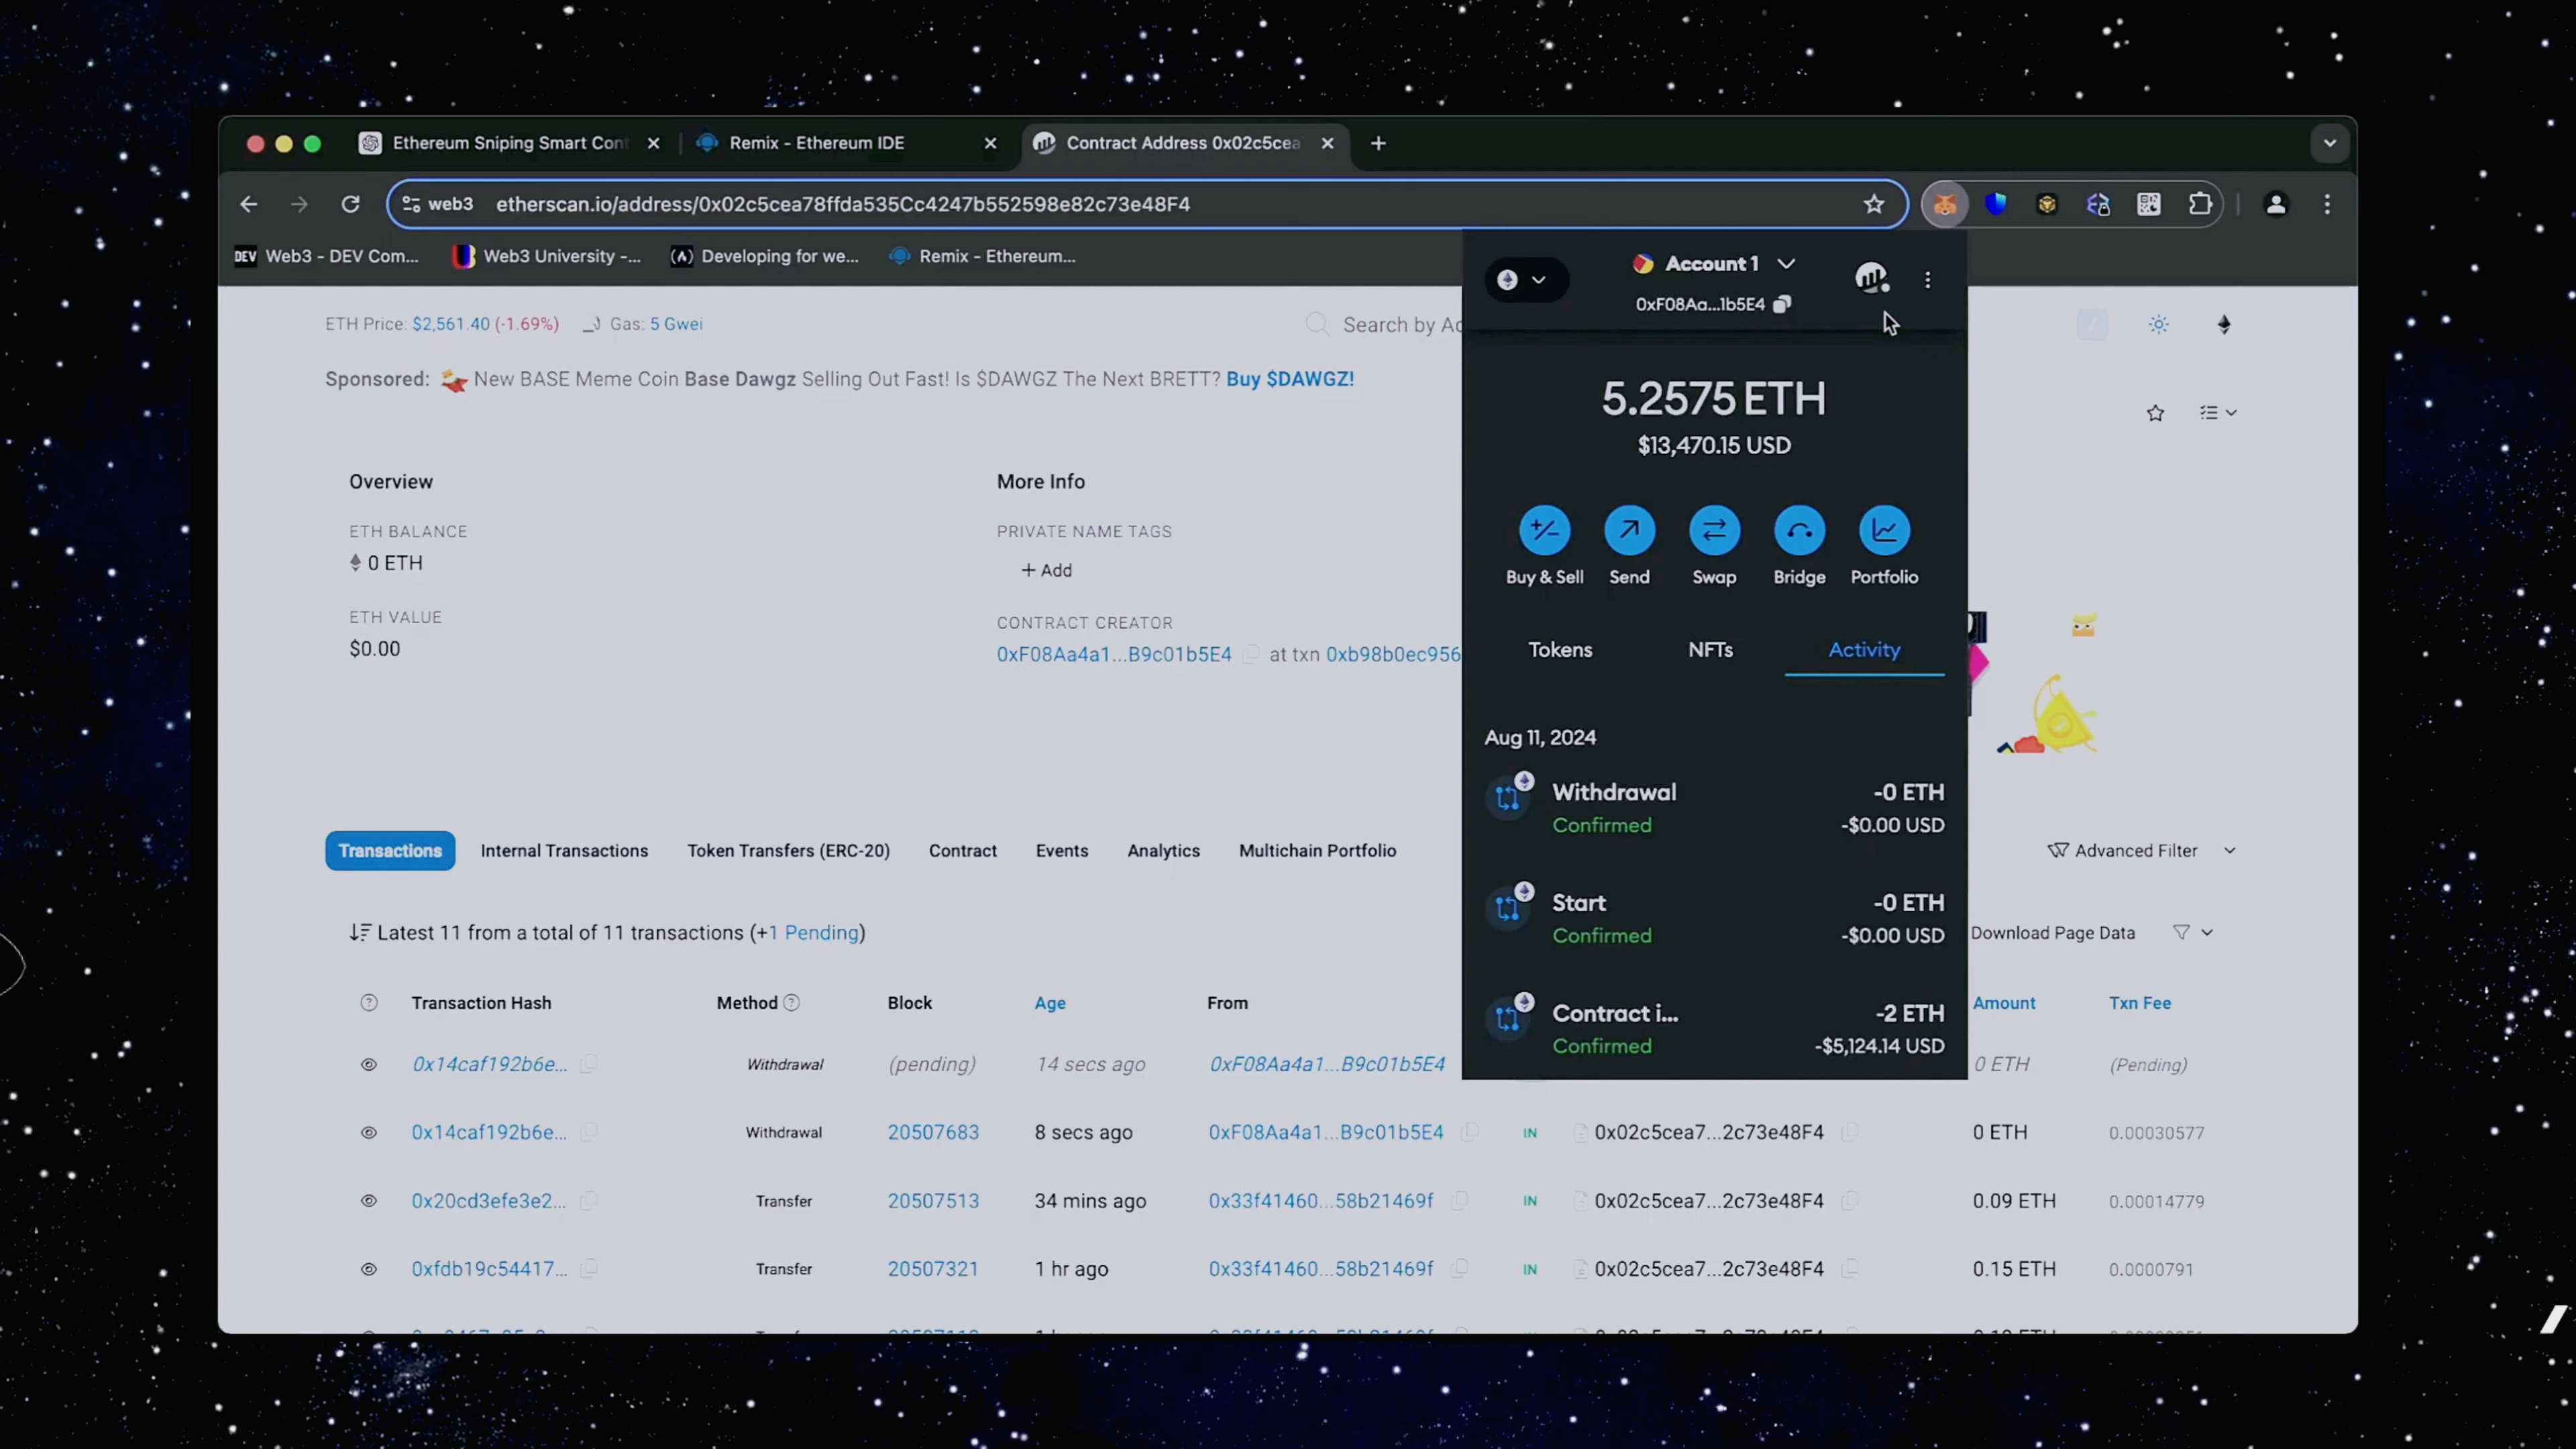 Ethereum Sniping Smart Cont
Remix - Ethereum IDE
Contract Address 0x02c5cea
web3
etherscan.io/address/0x02c5cea78ffda535Cc4247b552598e82c73e48F4
DEV Web3 - DEV Com...
Web3 University -...
Developing for we...
Remix - Ethereum...
Account 1
0xF08Aa...1b5E4
ETH Price: $2,561.40 (-1.69%)
Gas: 5 Gwei
Search by Ad
Sponsored: New BASE Meme Coin Base Dawgz Selling Out Fast! Is $DAWGZ The Next BRETT? Buy $DAWGZ!
5.2575 ETH
$13,470.15 USD
Buy & Sell
Send
Swap
Bridge
Portfolio
Tokens
NFTs
Activity
Aug 11, 2024
Withdrawal
-0 ETH
Confirmed
-$0.00 USD
Start
-0 ETH
Confirmed
-$0.00 USD
Contract i...
-2 ETH
Confirmed
-$5,124.14 USD
Overview
ETH BALANCE
0 ETH
ETH VALUE
$0.00
More Info
PRIVATE NAME TAGS
+ Add
CONTRACT CREATOR
0xF08Aa4a1...B9c01b5E4 at txn 0xb98b0ec956
Transactions
Internal Transactions
Token Transfers (ERC-20)
Contract
Events
Analytics
Multichain Portfolio
Advanced Filter
Latest 11 from a total of 11 transactions (+1 Pending)
Download Page Data
Transaction Hash Method Block Age From Amount Txn Fee
0x14caf192b6e... Withdrawal (pending) 14 secs ago 0xF08Aa4a1...B9c01b5E4 0 ETH (Pending)
0x14caf192b6e... Withdrawal 20507683 8 secs ago 0xF08Aa4a1...B9c01b5E4 IN 0x02c5cea7...2c73e48F4 0 ETH 0.00030577
0x20cd3efe3e2... Transfer 20507513 34 mins ago 0x33f41460...58b21469f IN 0x02c5cea7...2c73e48F4 0.09 ETH 0.00014779
0xfdb19c54417... Transfer 20507321 1 hr ago 0x33f41460...58b21469f IN 0x02c5cea7...2c73e48F4 0.15 ETH 0.0000791